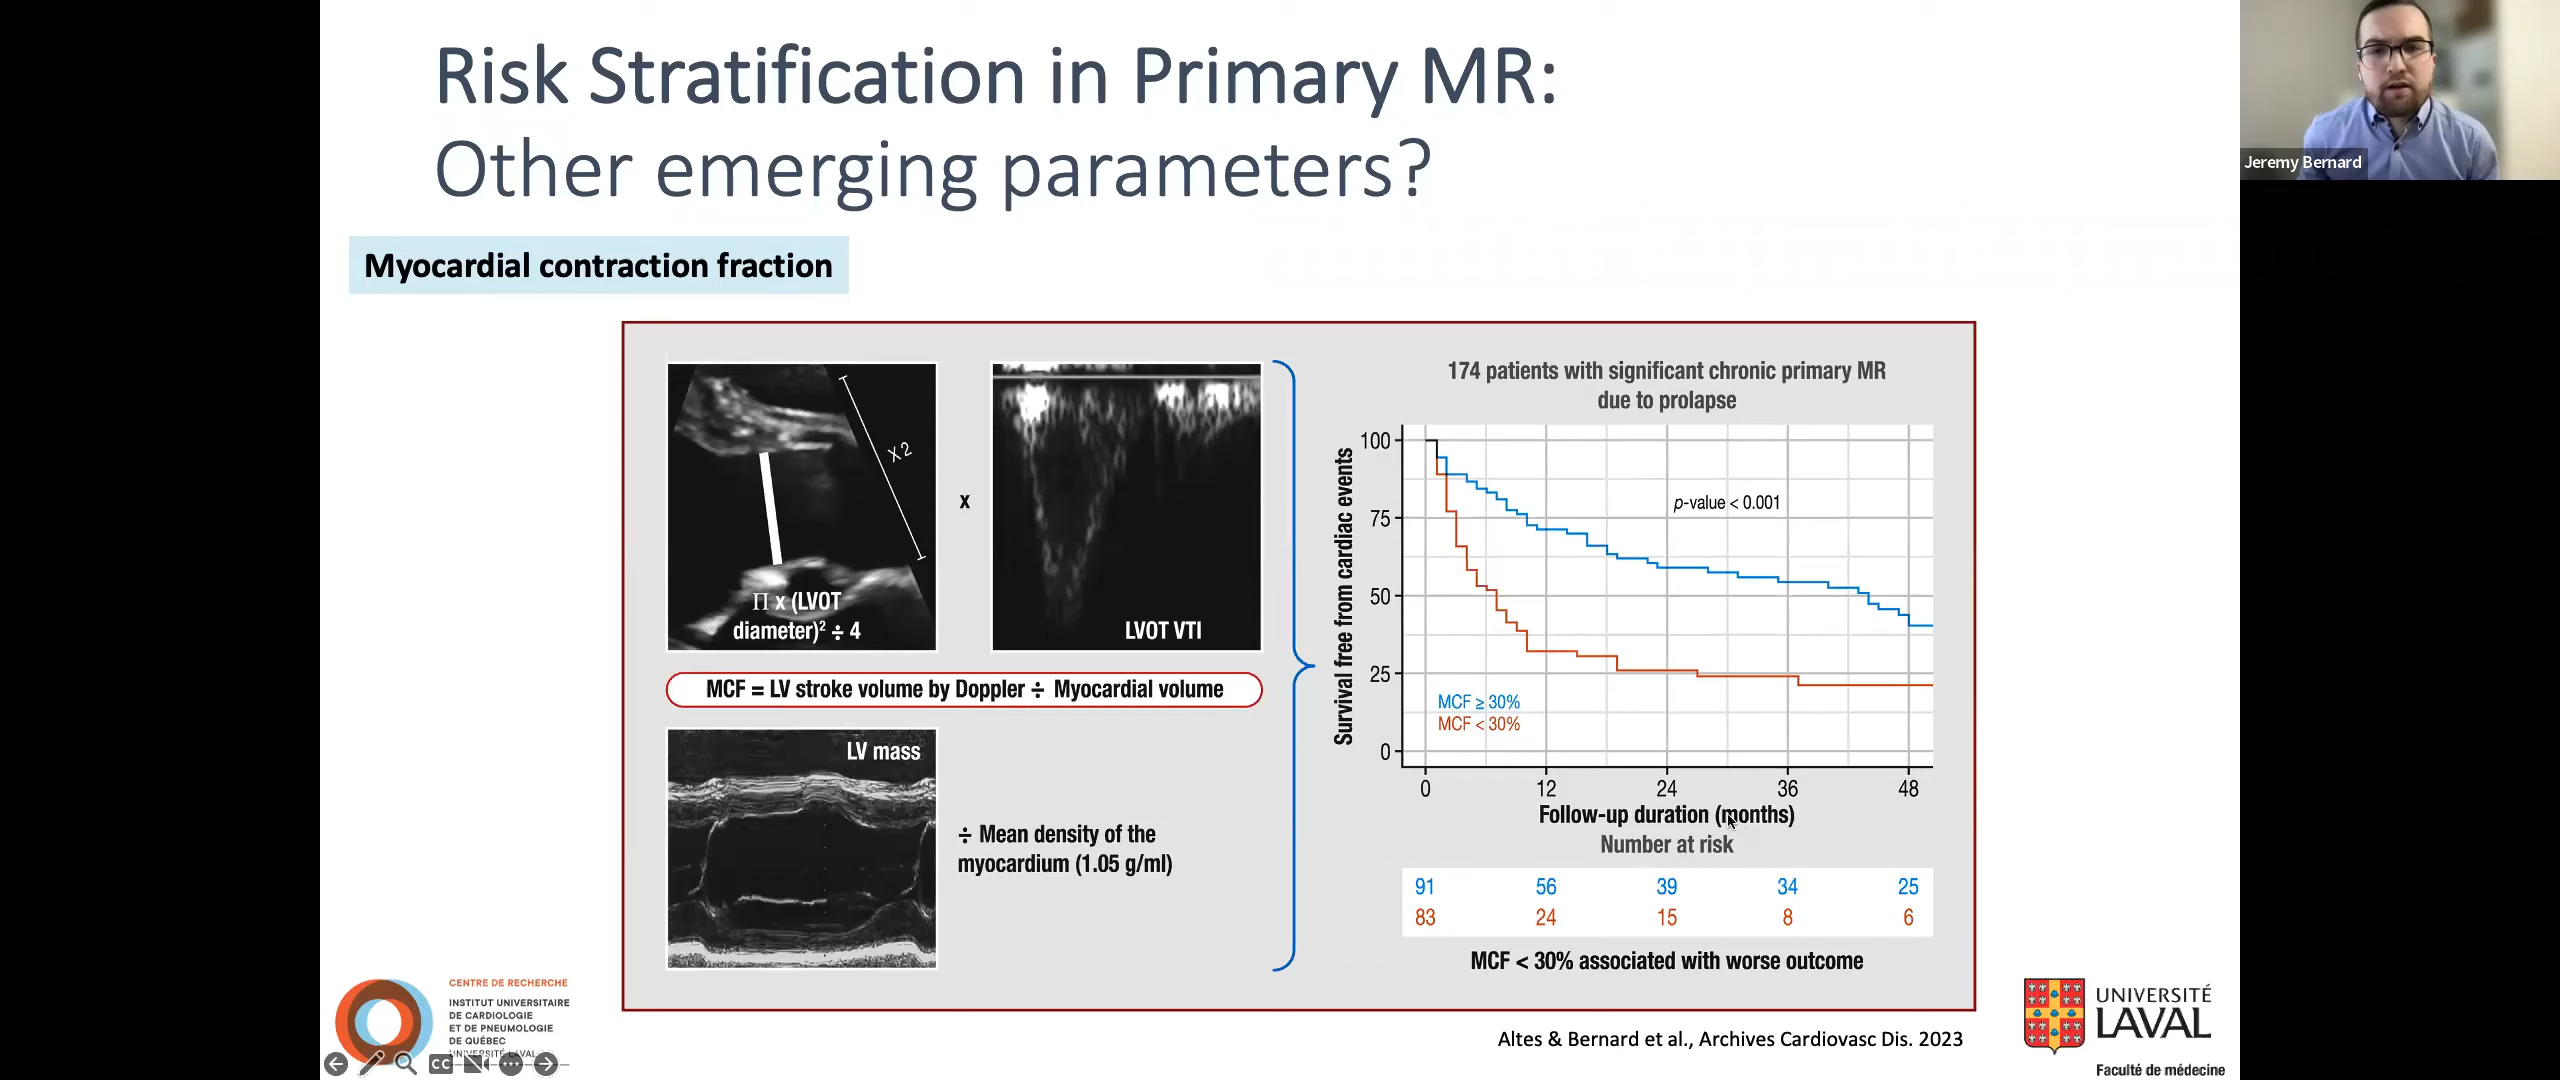 Risk Stratification in Primary MR:
Other emerging parameters?
Jeremy Bernard
Myocardial contraction fraction
X2
Π x (LVOT
diameter)² ÷ 4
x
LVOT VTI
MCF = LV stroke volume by Doppler ÷ Myocardial volume
LV mass
÷ Mean density of the
myocardium (1.05 g/ml)
174 patients with significant chronic primary MR
due to prolapse
Survival free from cardiac events
100
75
50
25
0
p-value < 0.001
MCF ≥ 30%
MCF < 30%
0 12 24 36 48
Follow-up duration (months)
Number at risk
91 56 39 34 25
83 24 15 8 6
MCF < 30% associated with worse outcome
Altes & Bernard et al., Archives Cardiovasc Dis. 2023
CENTRE DE RECHERCHE
INSTITUT UNIVERSITAIRE
DE CARDIOLOGIE
ET DE PNEUMOLOGIE
DE QUÉBEC
UNIVERSITÉ LAVAL
CC
UNIVERSITÉ
LAVAL
Faculté de médecine